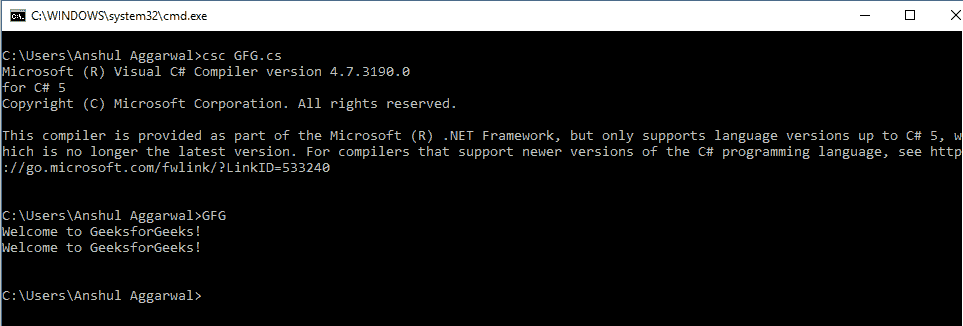 C:\WINDOWS\system32\cmd.exe
C:\Users\Anshul Aggarwal>csc GFG.cs
Microsoft (R) Visual C# Compiler version 4.7.3190.0
for C# 5
Copyright (C) Microsoft Corporation. All rights reserved.
This compiler is provided as part of the Microsoft (R) .NET Framework, but only supports language versions up to C# 5, w
hich is no longer the latest version. For compilers that support newer versions of the C# programming language, see http
://go.microsoft.com/fwlink/?LinkID=533240
C:\Users\Anshul Aggarwal>GFG
Welcome to GeeksforGeeks!
Welcome to GeeksforGeeks!
C:\Users\Anshul Aggarwal>